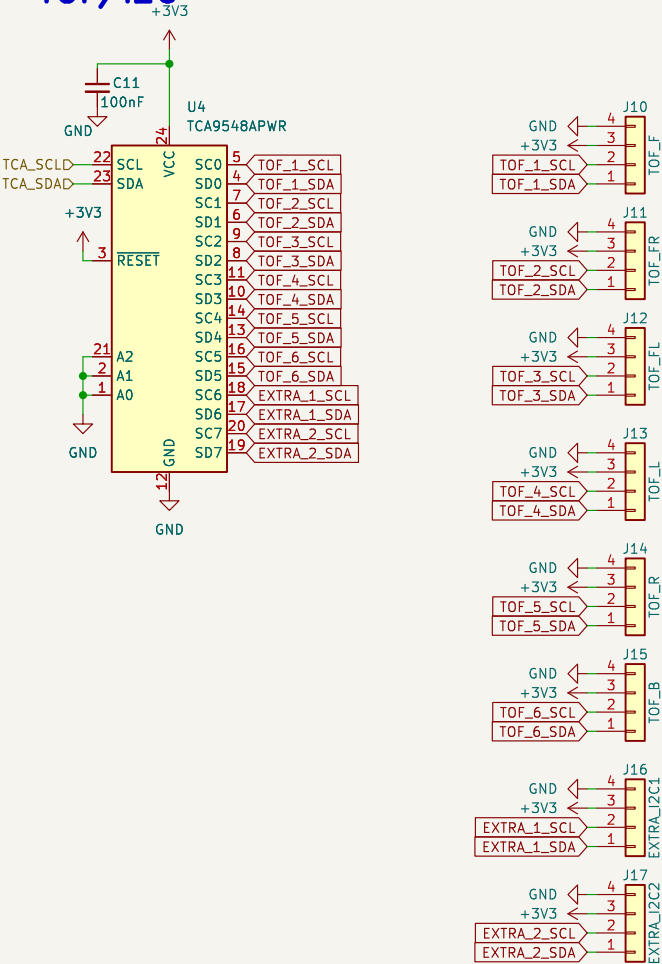 +3V3
C11
100nF
GND
U4
TCA9548APWR
24
VCC
TCA_SCL 22 SCL SC0 5 TOF_1_SCL
TCA_SDA 23 SDA SD0 4 TOF_1_SDA
SC1 7 TOF_2_SCL
+3V3 SD1 6 TOF_2_SDA
SC2 9 TOF_3_SCL
3 RESET SD2 8 TOF_3_SDA
SC3 11 TOF_4_SCL
SD3 10 TOF_4_SDA
SC4 14 TOF_5_SCL
SD4 13 TOF_5_SDA
21 A2 SC5 16 TOF_6_SCL
2 A1 SD5 15 TOF_6_SDA
1 A0 SC6 18 EXTRA_1_SCL
SD6 17 EXTRA_1_SDA
SC7 20 EXTRA_2_SCL
GND GND SD7 19 EXTRA_2_SDA
12
GND
J10
GND 4
+3V3 3
TOF_1_SCL 2
TOF_1_SDA 1
TOF_F
J11
GND 4
+3V3 3
TOF_2_SCL 2
TOF_2_SDA 1
TOF_FR
J12
GND 4
+3V3 3
TOF_3_SCL 2
TOF_3_SDA 1
TOF_FL
J13
GND 4
+3V3 3
TOF_4_SCL 2
TOF_4_SDA 1
TOF_L
J14
GND 4
+3V3 3
TOF_5_SCL 2
TOF_5_SDA 1
TOF_R
J15
GND 4
+3V3 3
TOF_6_SCL 2
TOF_6_SDA 1
TOF_B
J16
GND 4
+3V3 3
EXTRA_1_SCL 2
EXTRA_1_SDA 1
EXTRA_I2C1
J17
GND 4
+3V3 3
EXTRA_2_SCL 2
EXTRA_2_SDA 1
EXTRA_I2C2